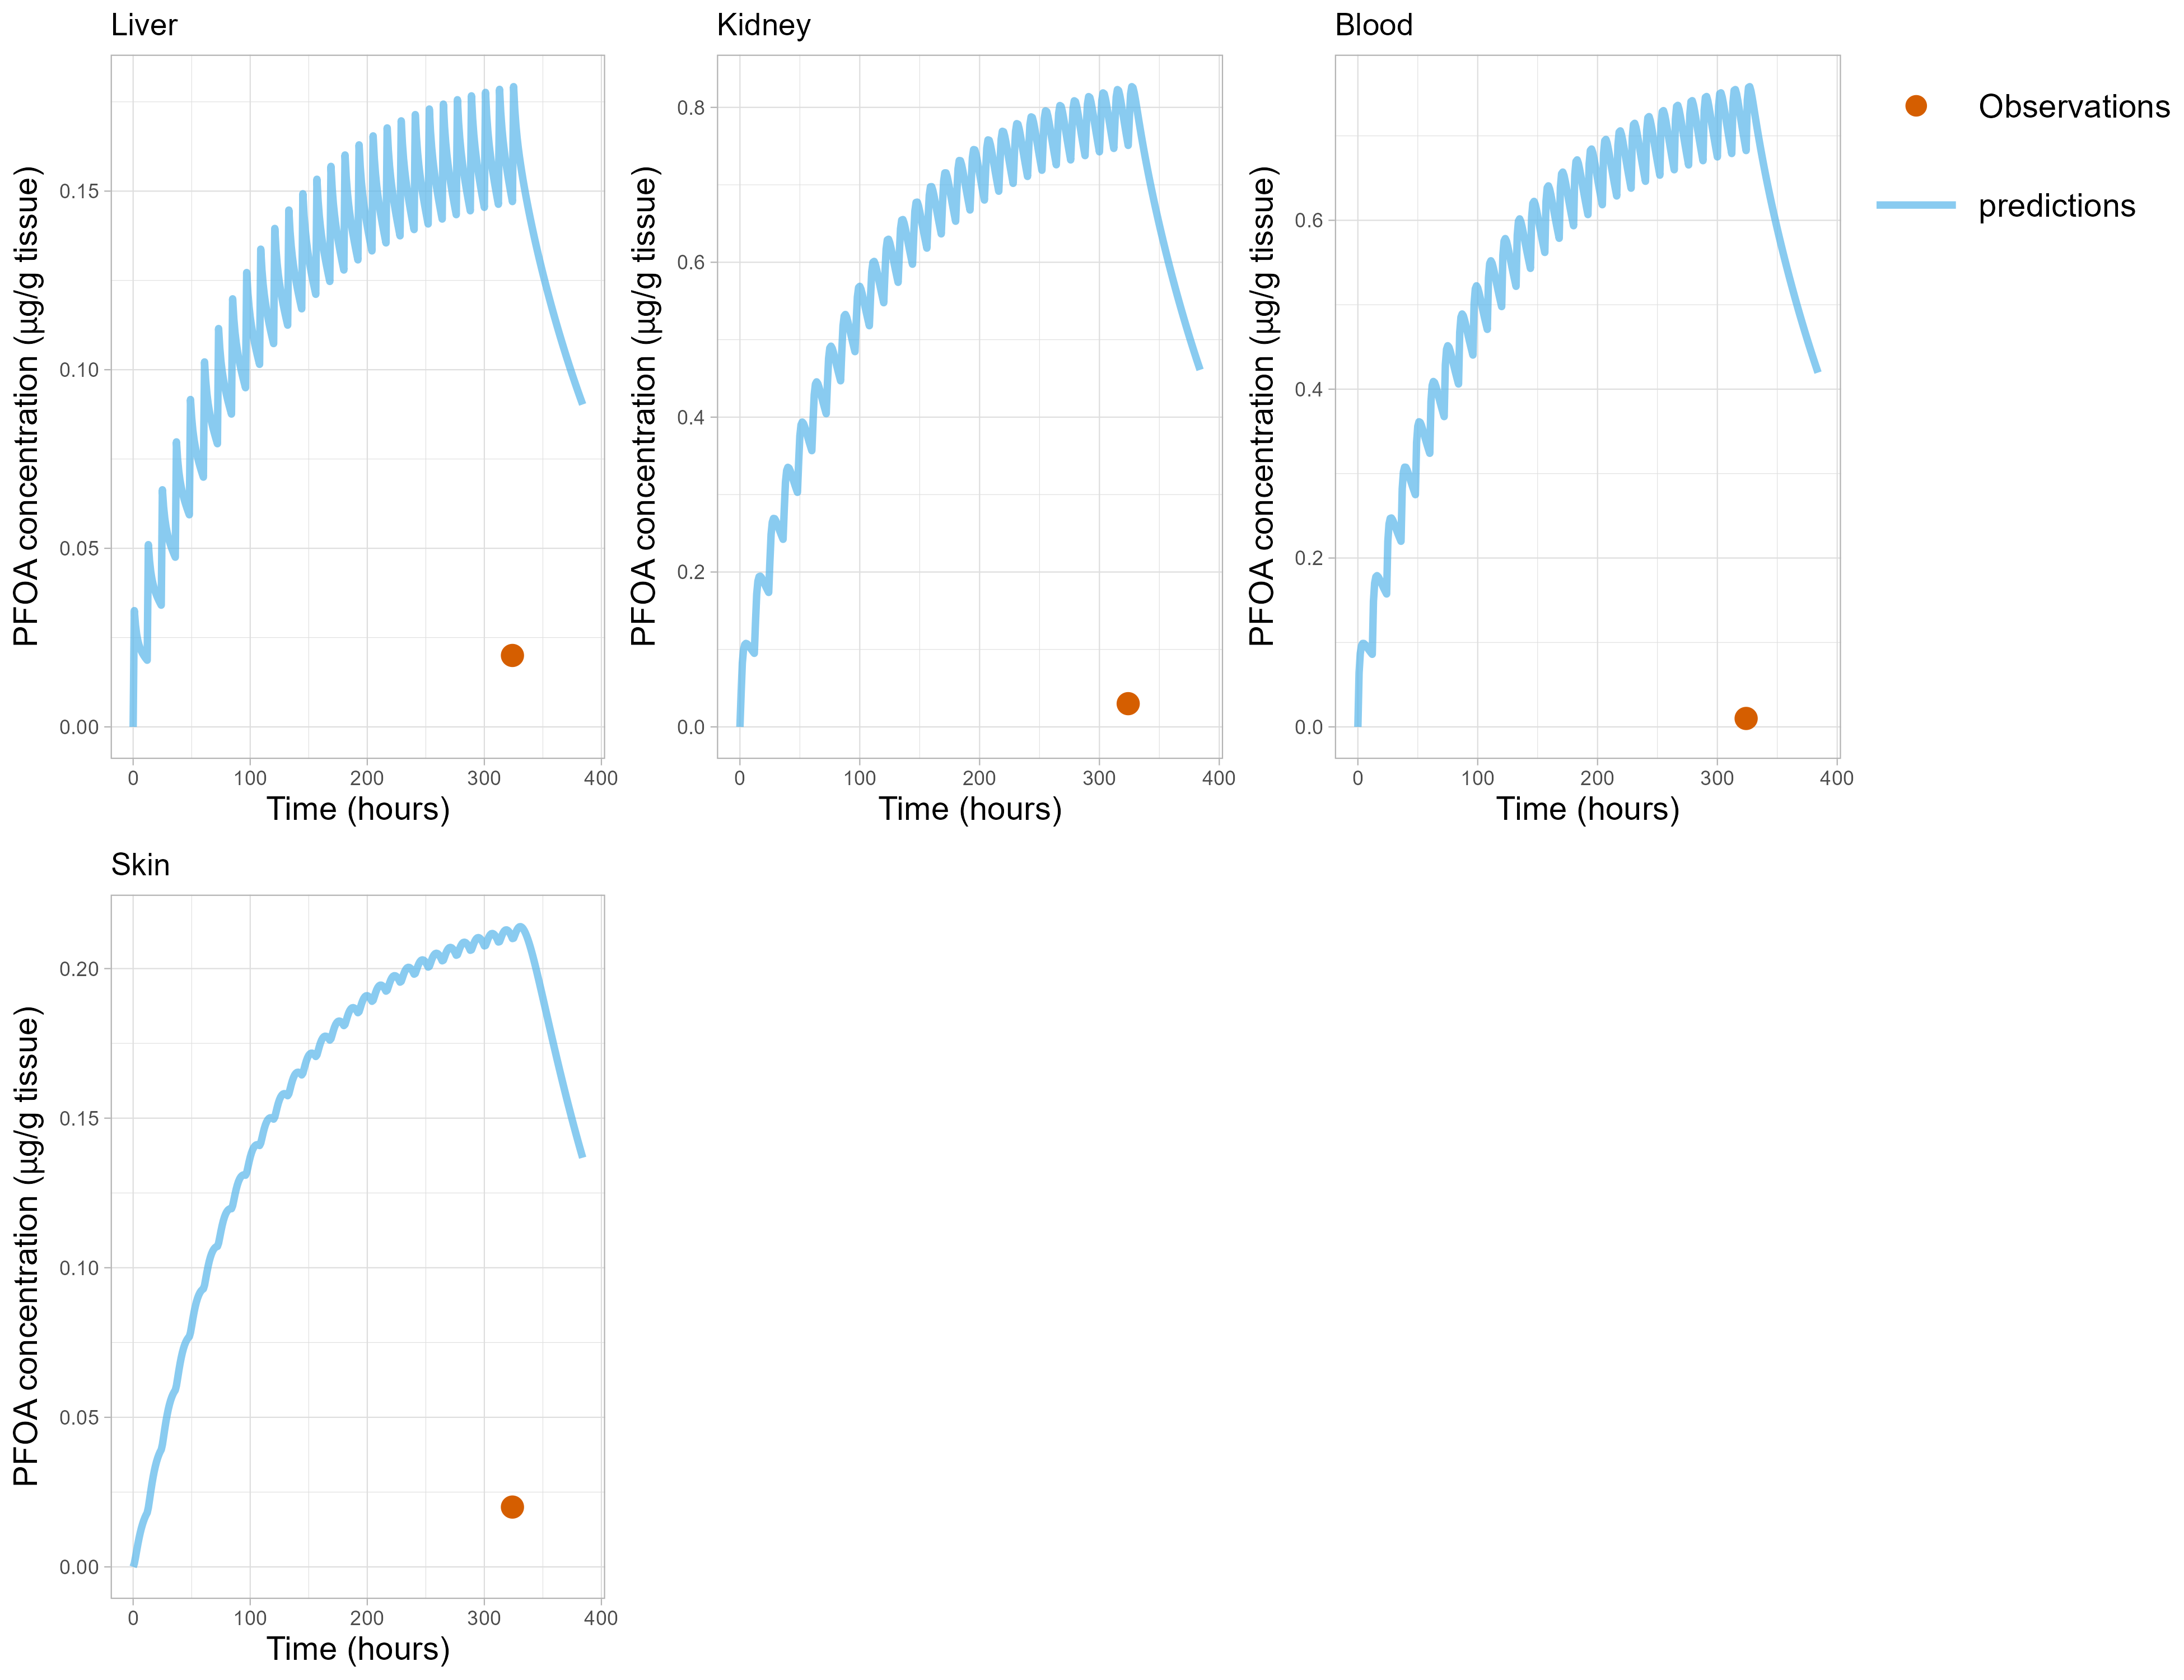 Liver
PFOA concentration (µg/g tissue)
0.15
0.10
0.05
0.00
0 100 200 300 400
Time (hours)
Kidney
PFOA concentration (µg/g tissue)
0.8
0.6
0.4
0.2
0.0
0 100 200 300 400
Time (hours)
Blood
PFOA concentration (µg/g tissue)
0.6
0.4
0.2
0.0
0 100 200 300 400
Time (hours)
Observations
predictions
Skin
PFOA concentration (µg/g tissue)
0.20
0.15
0.10
0.05
0.00
0 100 200 300 400
Time (hours)